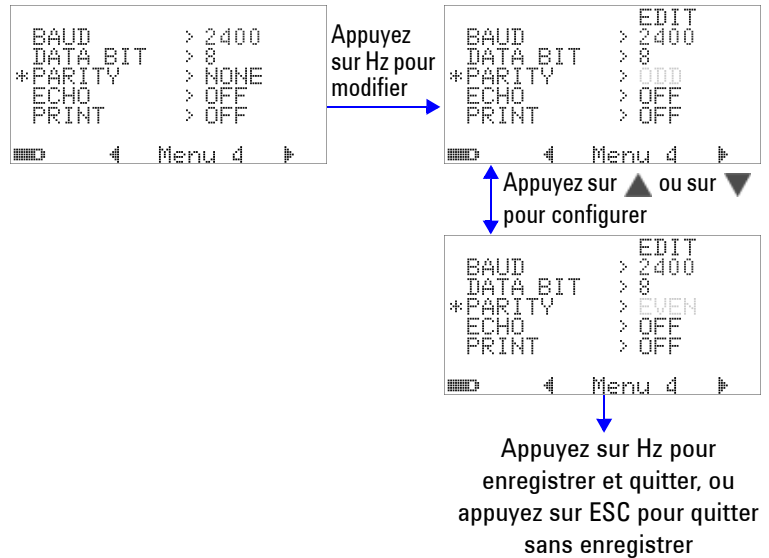 BAUD > 2400
DATA BIT > 8
*PARITY > NONE
ECHO > OFF
PRINT > OFF
Menu 4
Appuyez
sur Hz pour
modifier
EDIT
BAUD > 2400
DATA BIT > 8
*PARITY > ODD
ECHO > OFF
PRINT > OFF
Menu 4
Appuyez sur ▲ ou sur ▼
pour configurer
EDIT
BAUD > 2400
DATA BIT > 8
*PARITY > EVEN
ECHO > OFF
PRINT > OFF
Menu 4
Appuyez sur Hz pour
enregistrer et quitter, ou
appuyez sur ESC pour quitter
sans enregistrer